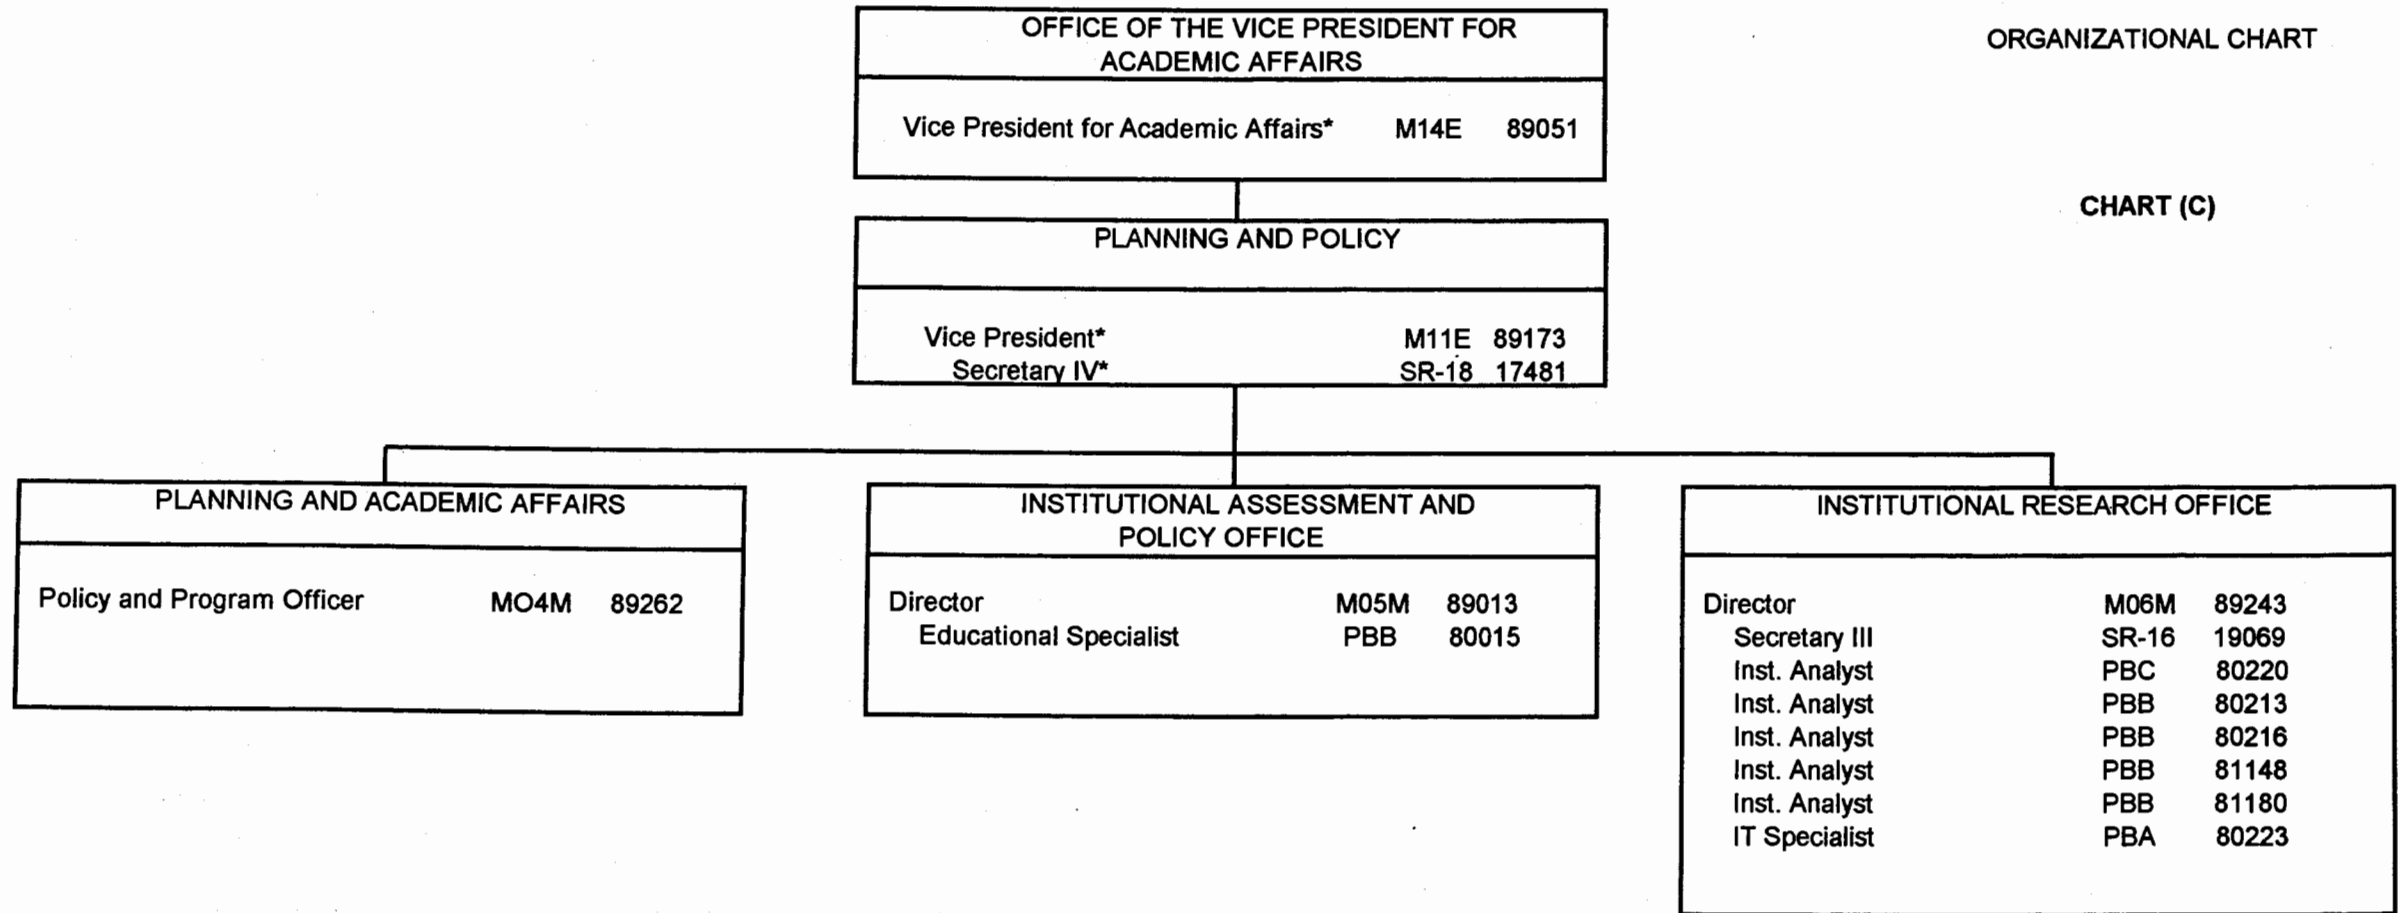 ORGANIZATIONAL CHART
CHART (C)
OFFICE OF THE VICE PRESIDENT FOR
ACADEMIC AFFAIRS
Vice President for Academic Affairs* M14E 89051
PLANNING AND POLICY
Vice President* M11E 89173
Secretary IV* SR-18 17481
PLANNING AND ACADEMIC AFFAIRS
Policy and Program Officer MO4M 89262
INSTITUTIONAL ASSESSMENT AND
POLICY OFFICE
Director M05M 89013
Educational Specialist PBB 80015
INSTITUTIONAL RESEARCH OFFICE
Director M06M 89243
Secretary III SR-16 19069
Inst. Analyst PBC 80220
Inst. Analyst PBB 80213
Inst. Analyst PBB 80216
Inst. Analyst PBB 81148
Inst. Analyst PBB 81180
IT Specialist PBA 80223